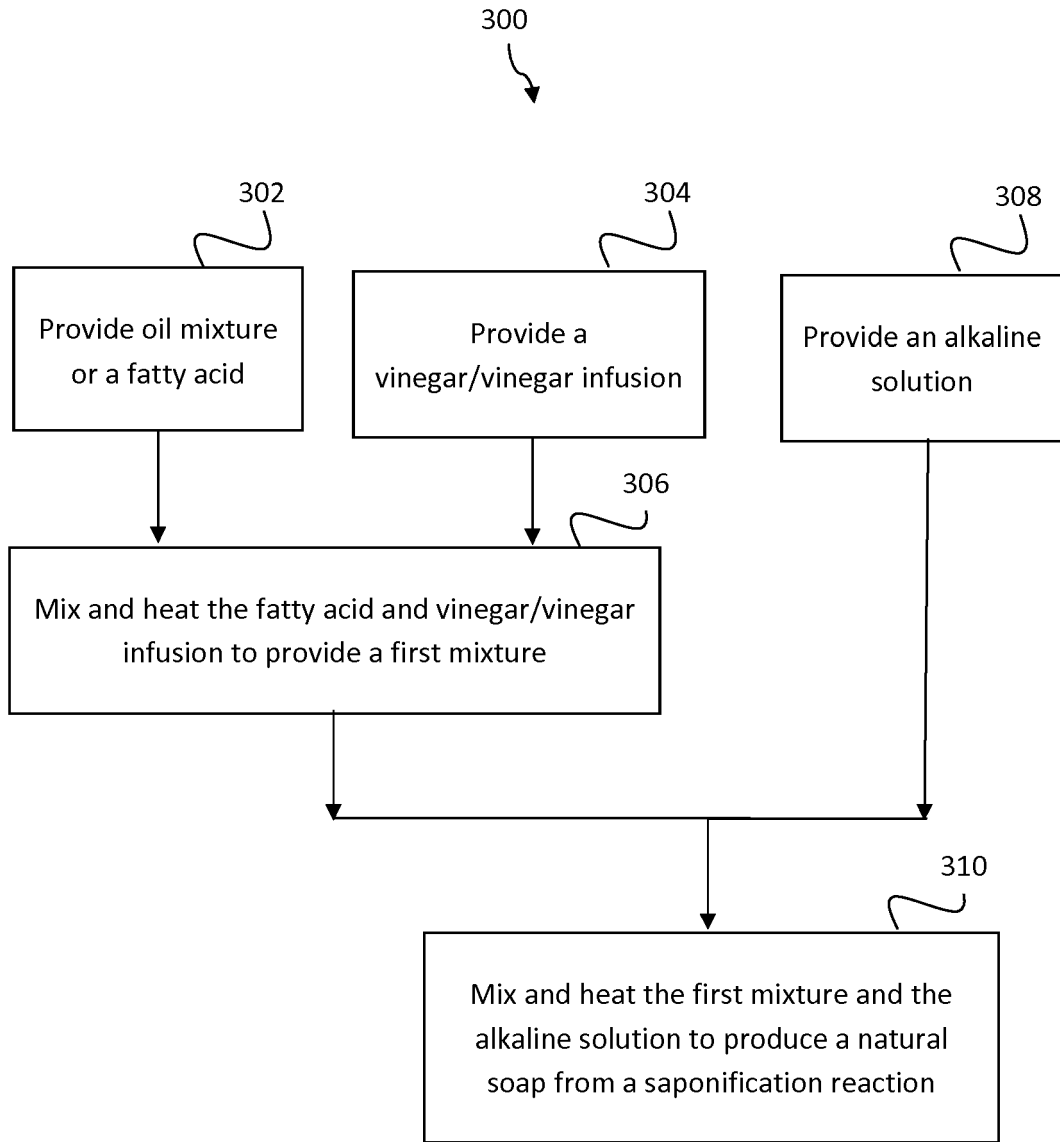 300
302
304
308
Provide oil mixture
or a fatty acid
Provide a
vinegar/vinegar infusion
Provide an alkaline
solution
306
Mix and heat the fatty acid and vinegar/vinegar
infusion to provide a first mixture
310
Mix and heat the first mixture and the
alkaline solution to produce a natural
soap from a saponification reaction